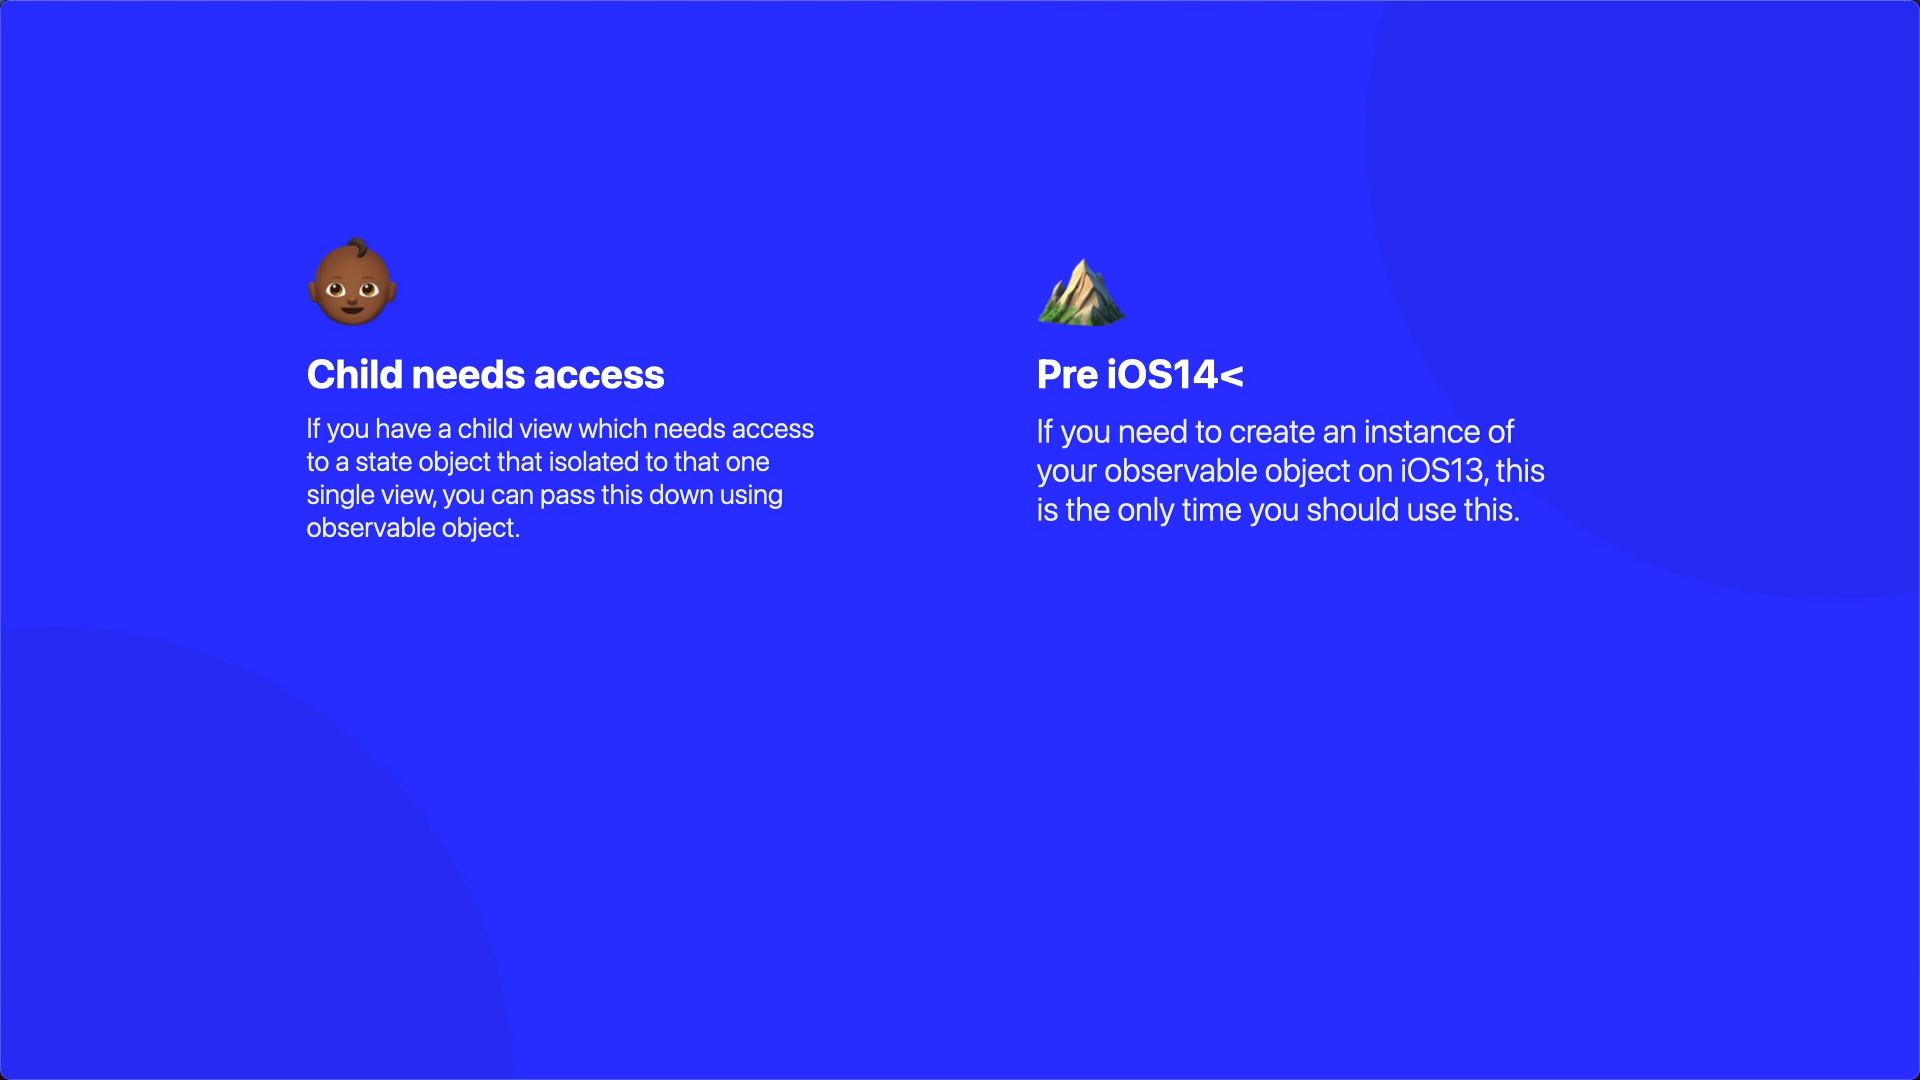 Child needs access
If you have a child view which needs access
to a state object that isolated to that one
single view, you can pass this down using
observable object.
Pre iOS14<
If you need to create an instance of
your observable object on iOS13, this
is the only time you should use this.